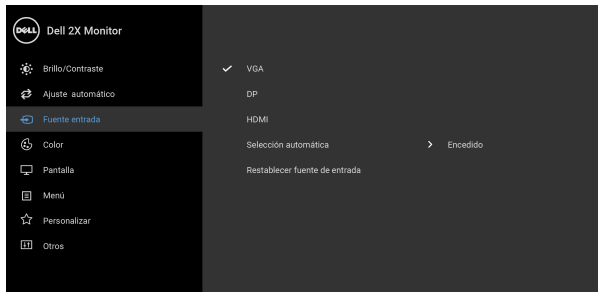 DELL Dell 2X Monitor
Brillo/Contraste
Ajuste automático
Fuente entrada
Color
Pantalla
Menú
Personalizar
Otros
VGA
DP
HDMI
Selección automática Encedido
Restablecer fuente de entrada